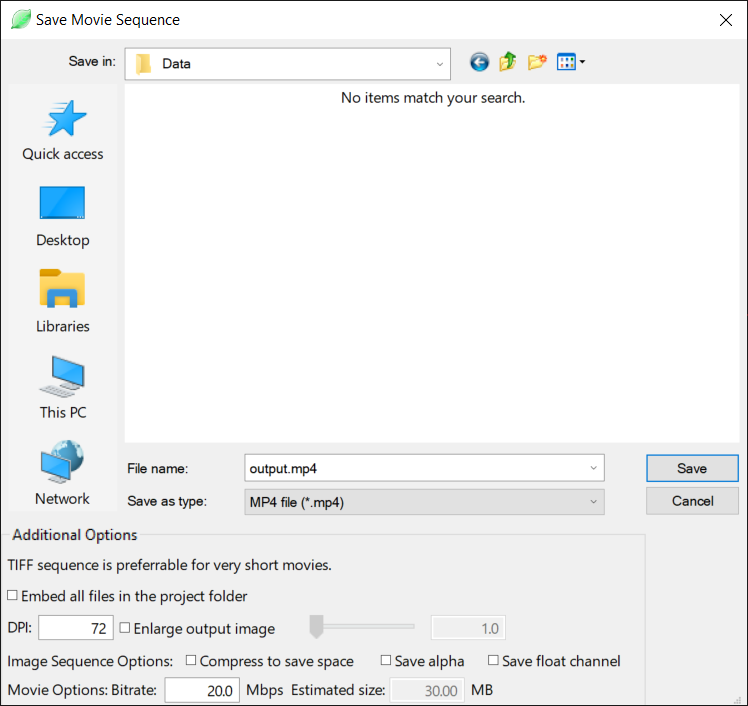 Save Movie Sequence
Save in: Data
No items match your search.
Quick access
Desktop
Libraries
This PC
Network
File name: output.mp4 Save
Save as type: MP4 file (*.mp4) Cancel
Additional Options
TIFF sequence is preferrable for very short movies.
Embed all files in the project folder
DPI: 72 Enlarge output image 1.0
Image Sequence Options: Compress to save space Save alpha Save float channel
Movie Options: Bitrate: 20.0 Mbps Estimated size: 30.00 MB